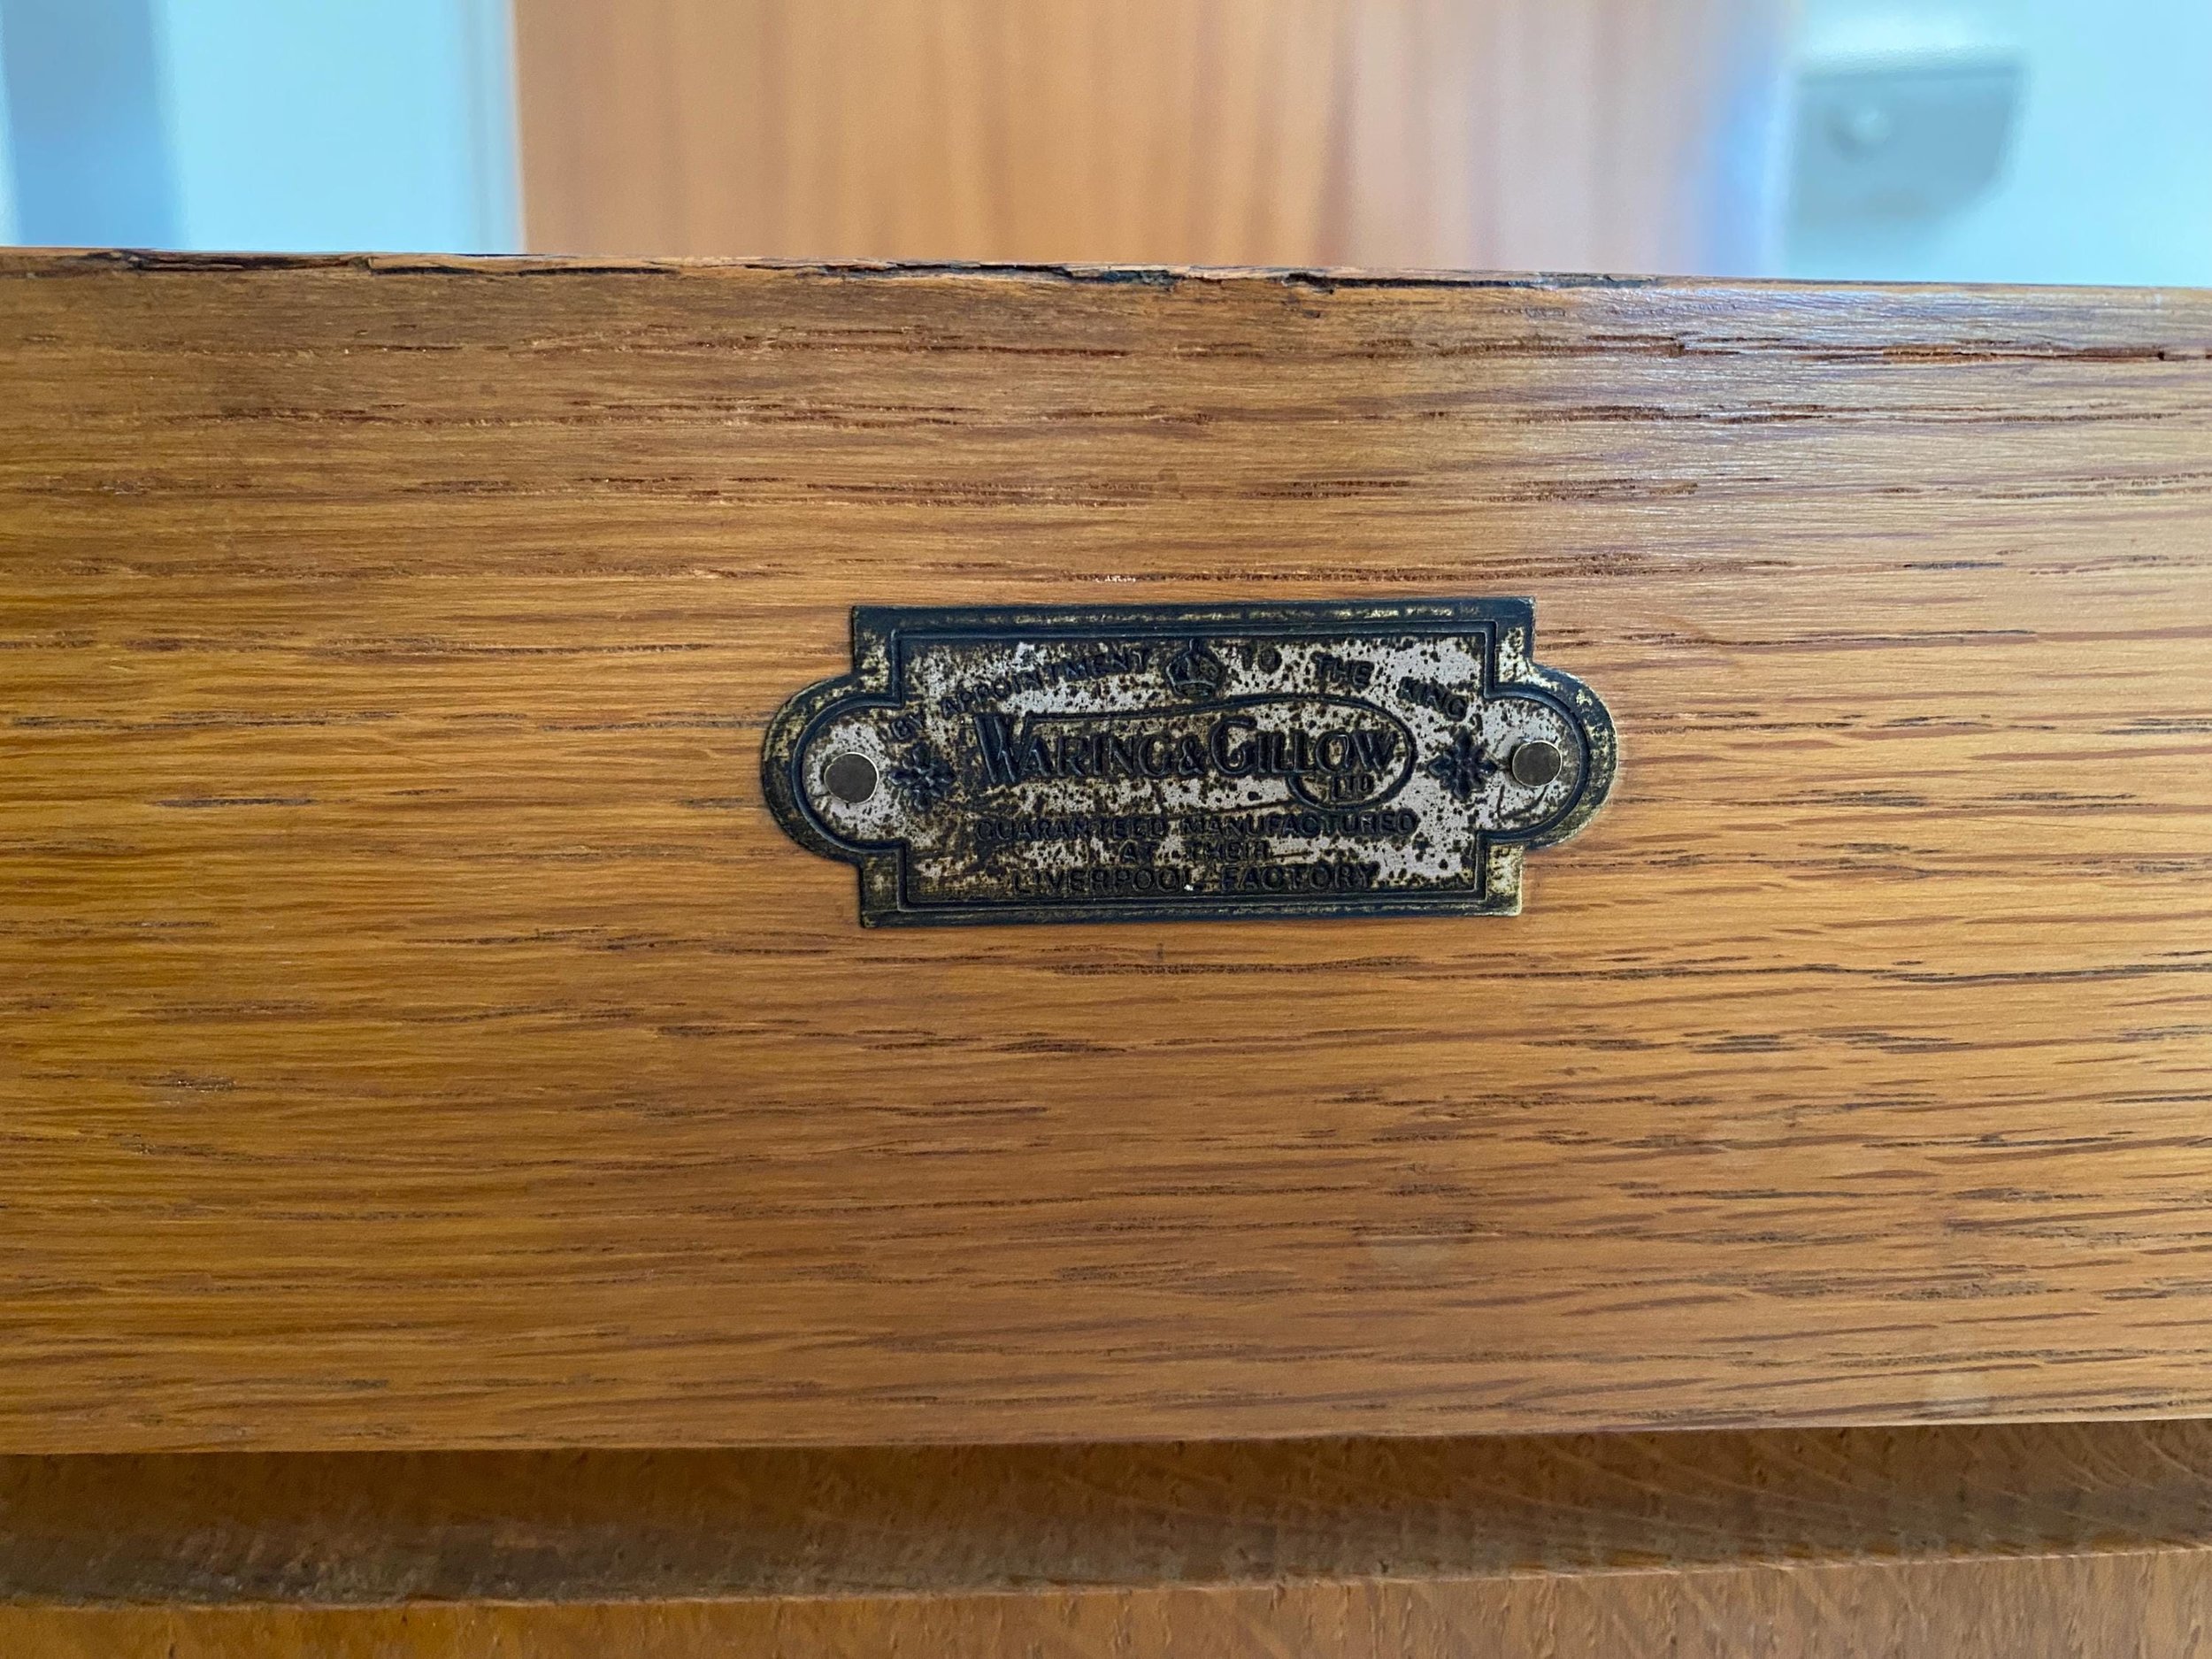 BY APPOINTMENT TO THE KING
WARING & GILLOW
LTD
GUARANTEED MANUFACTURED
AT THEIR
LIVERPOOL FACTORY